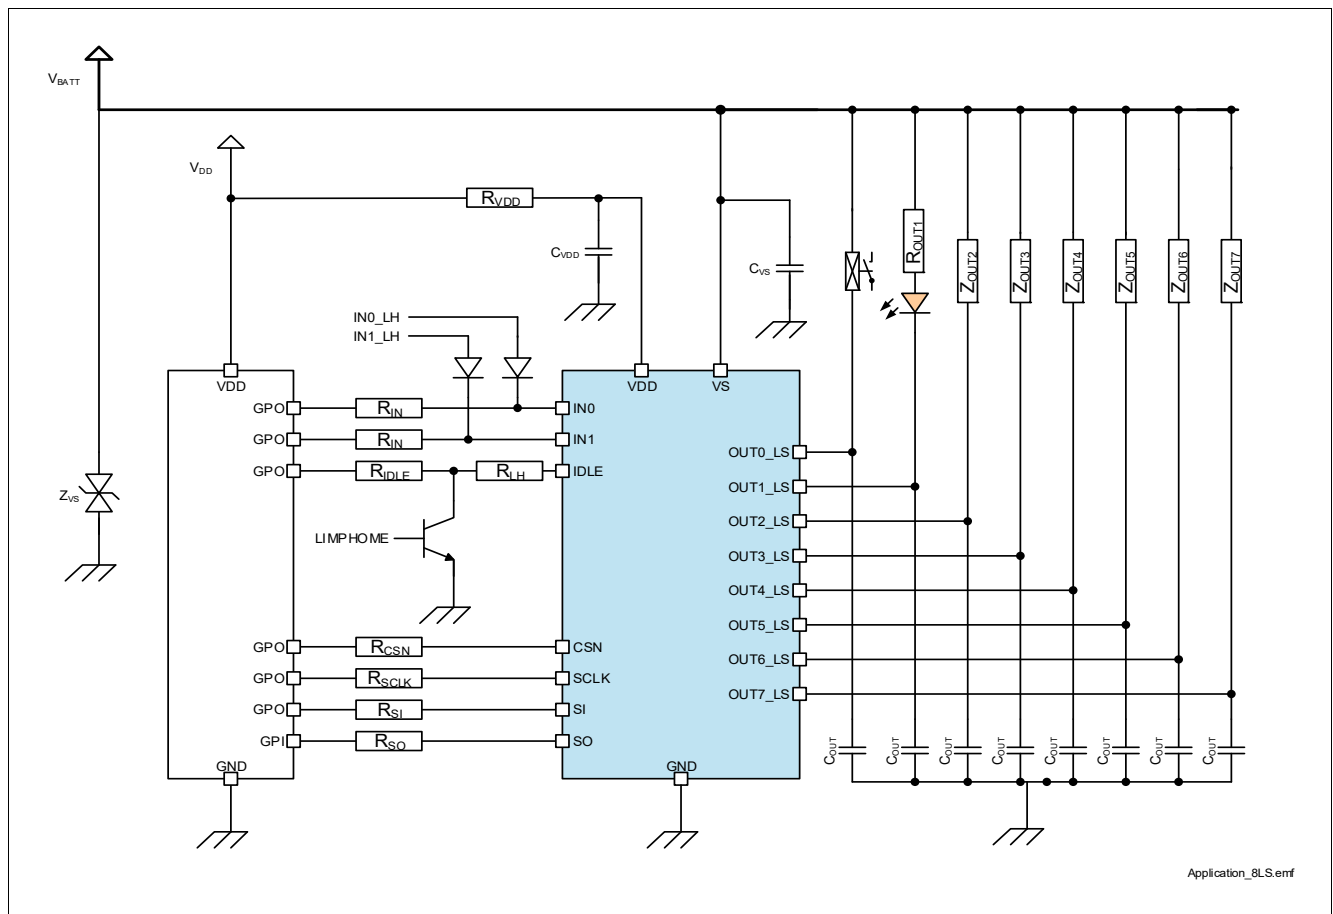 VBATT
VDD
RVDD
CVDD
CVS
ROUT1
ZOUT2
ZOUT3
ZOUT4
ZOUT5
ZOUT6
ZOUT7
IN0_LH
IN1_LH
VDD
VDD
VS
GPO
RIN
IN0
GPO
RIN
IN1
GPO
RIDLE
RLH
IDLE
OUT0_LS
OUT1_LS
ZVS
OUT2_LS
LIMPHOME
OUT3_LS
OUT4_LS
OUT5_LS
GPO
RCSN
CSN
OUT6_LS
GPO
RSCLK
SCLK
OUT7_LS
GPO
RSI
SI
GPI
RSO
SO
COUT
COUT
COUT
COUT
COUT
COUT
COUT
COUT
GND
GND
Application_8LS.emf